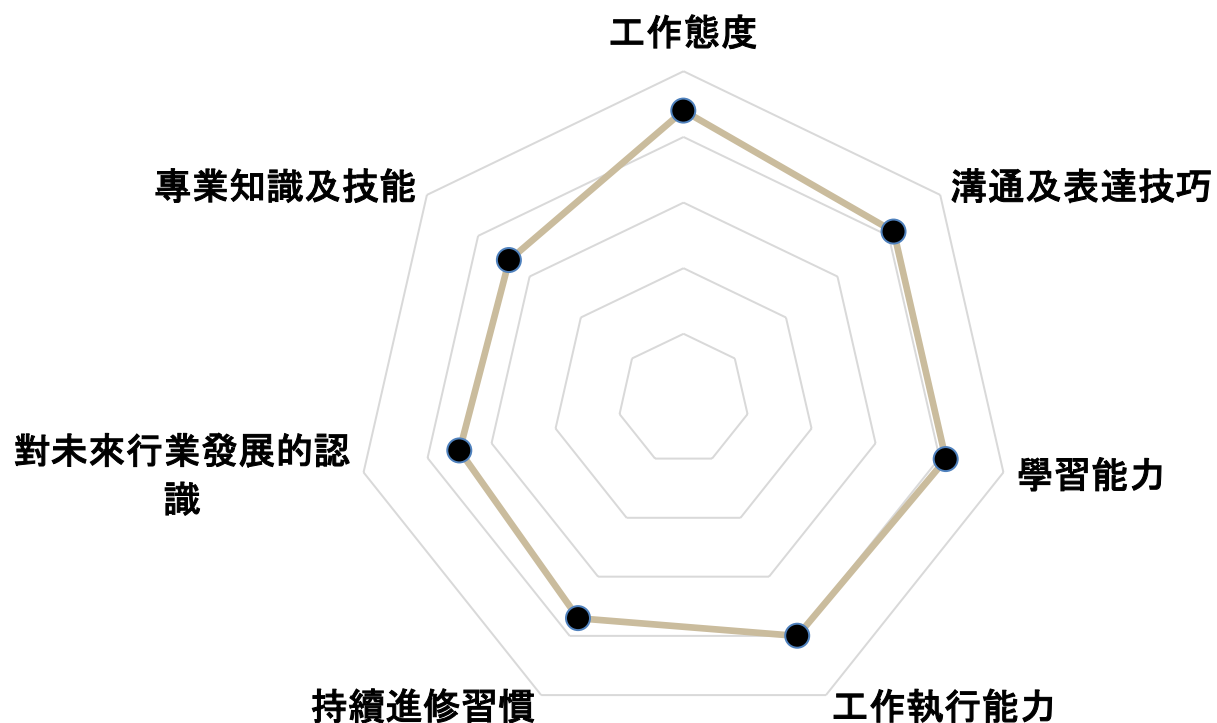 工作態度
溝通及表達技巧
學習能力
工作執行能力
持續進修習慣
對未來行業發展的認
識
專業知識及技能